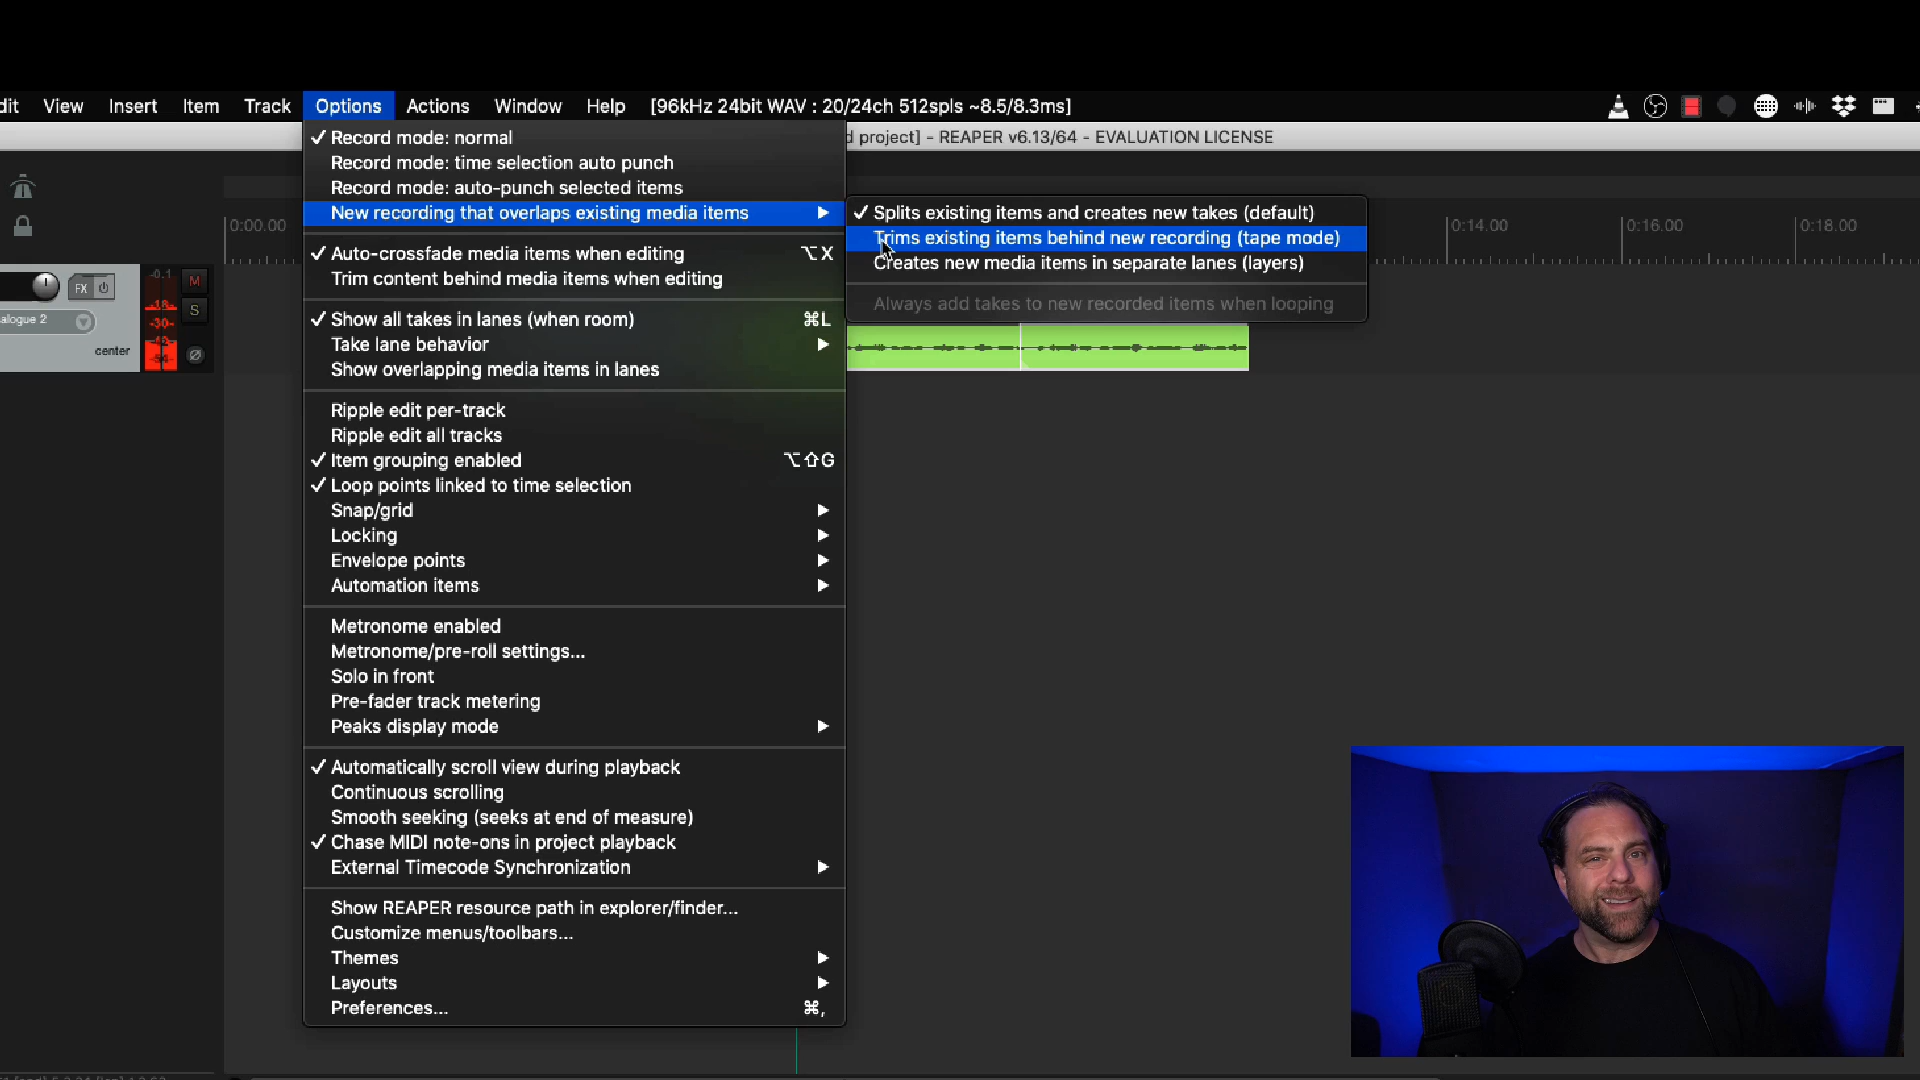 dit View Insert Item Track Options Actions Window Help [96kHz 24bit WAV : 20/24ch 512spls ~8.5/8.3ms]
d project] - REAPER v6.13/64 - EVALUATION LICENSE
Record mode: normal
Record mode: time selection auto punch
Record mode: auto-punch selected items
New recording that overlaps existing media items
Splits existing items and creates new takes (default)
Trims existing items behind new recording (tape mode)
Creates new media items in separate lanes (layers)
Always add takes to new recorded items when looping
0:00.00
0:14.00
0:16.00
0:18.00
Auto-crossfade media items when editing ⌥X
Trim content behind media items when editing
Show all takes in lanes (when room) ⌘L
Take lane behavior
Show overlapping media items in lanes
Ripple edit per-track
Ripple edit all tracks
Item grouping enabled ⌥⇧G
Loop points linked to time selection
Snap/grid
Locking
Envelope points
Automation items
Metronome enabled
Metronome/pre-roll settings...
Solo in front
Pre-fader track metering
Peaks display mode
Automatically scroll view during playback
Continuous scrolling
Smooth seeking (seeks at end of measure)
Chase MIDI note-ons in project playback
External Timecode Synchronization
Show REAPER resource path in explorer/finder...
Customize menus/toolbars...
Themes
Layouts
Preferences... ⌘,
FX
alogue 2
center
-0.1
-18-
-30-
-54-
M
S